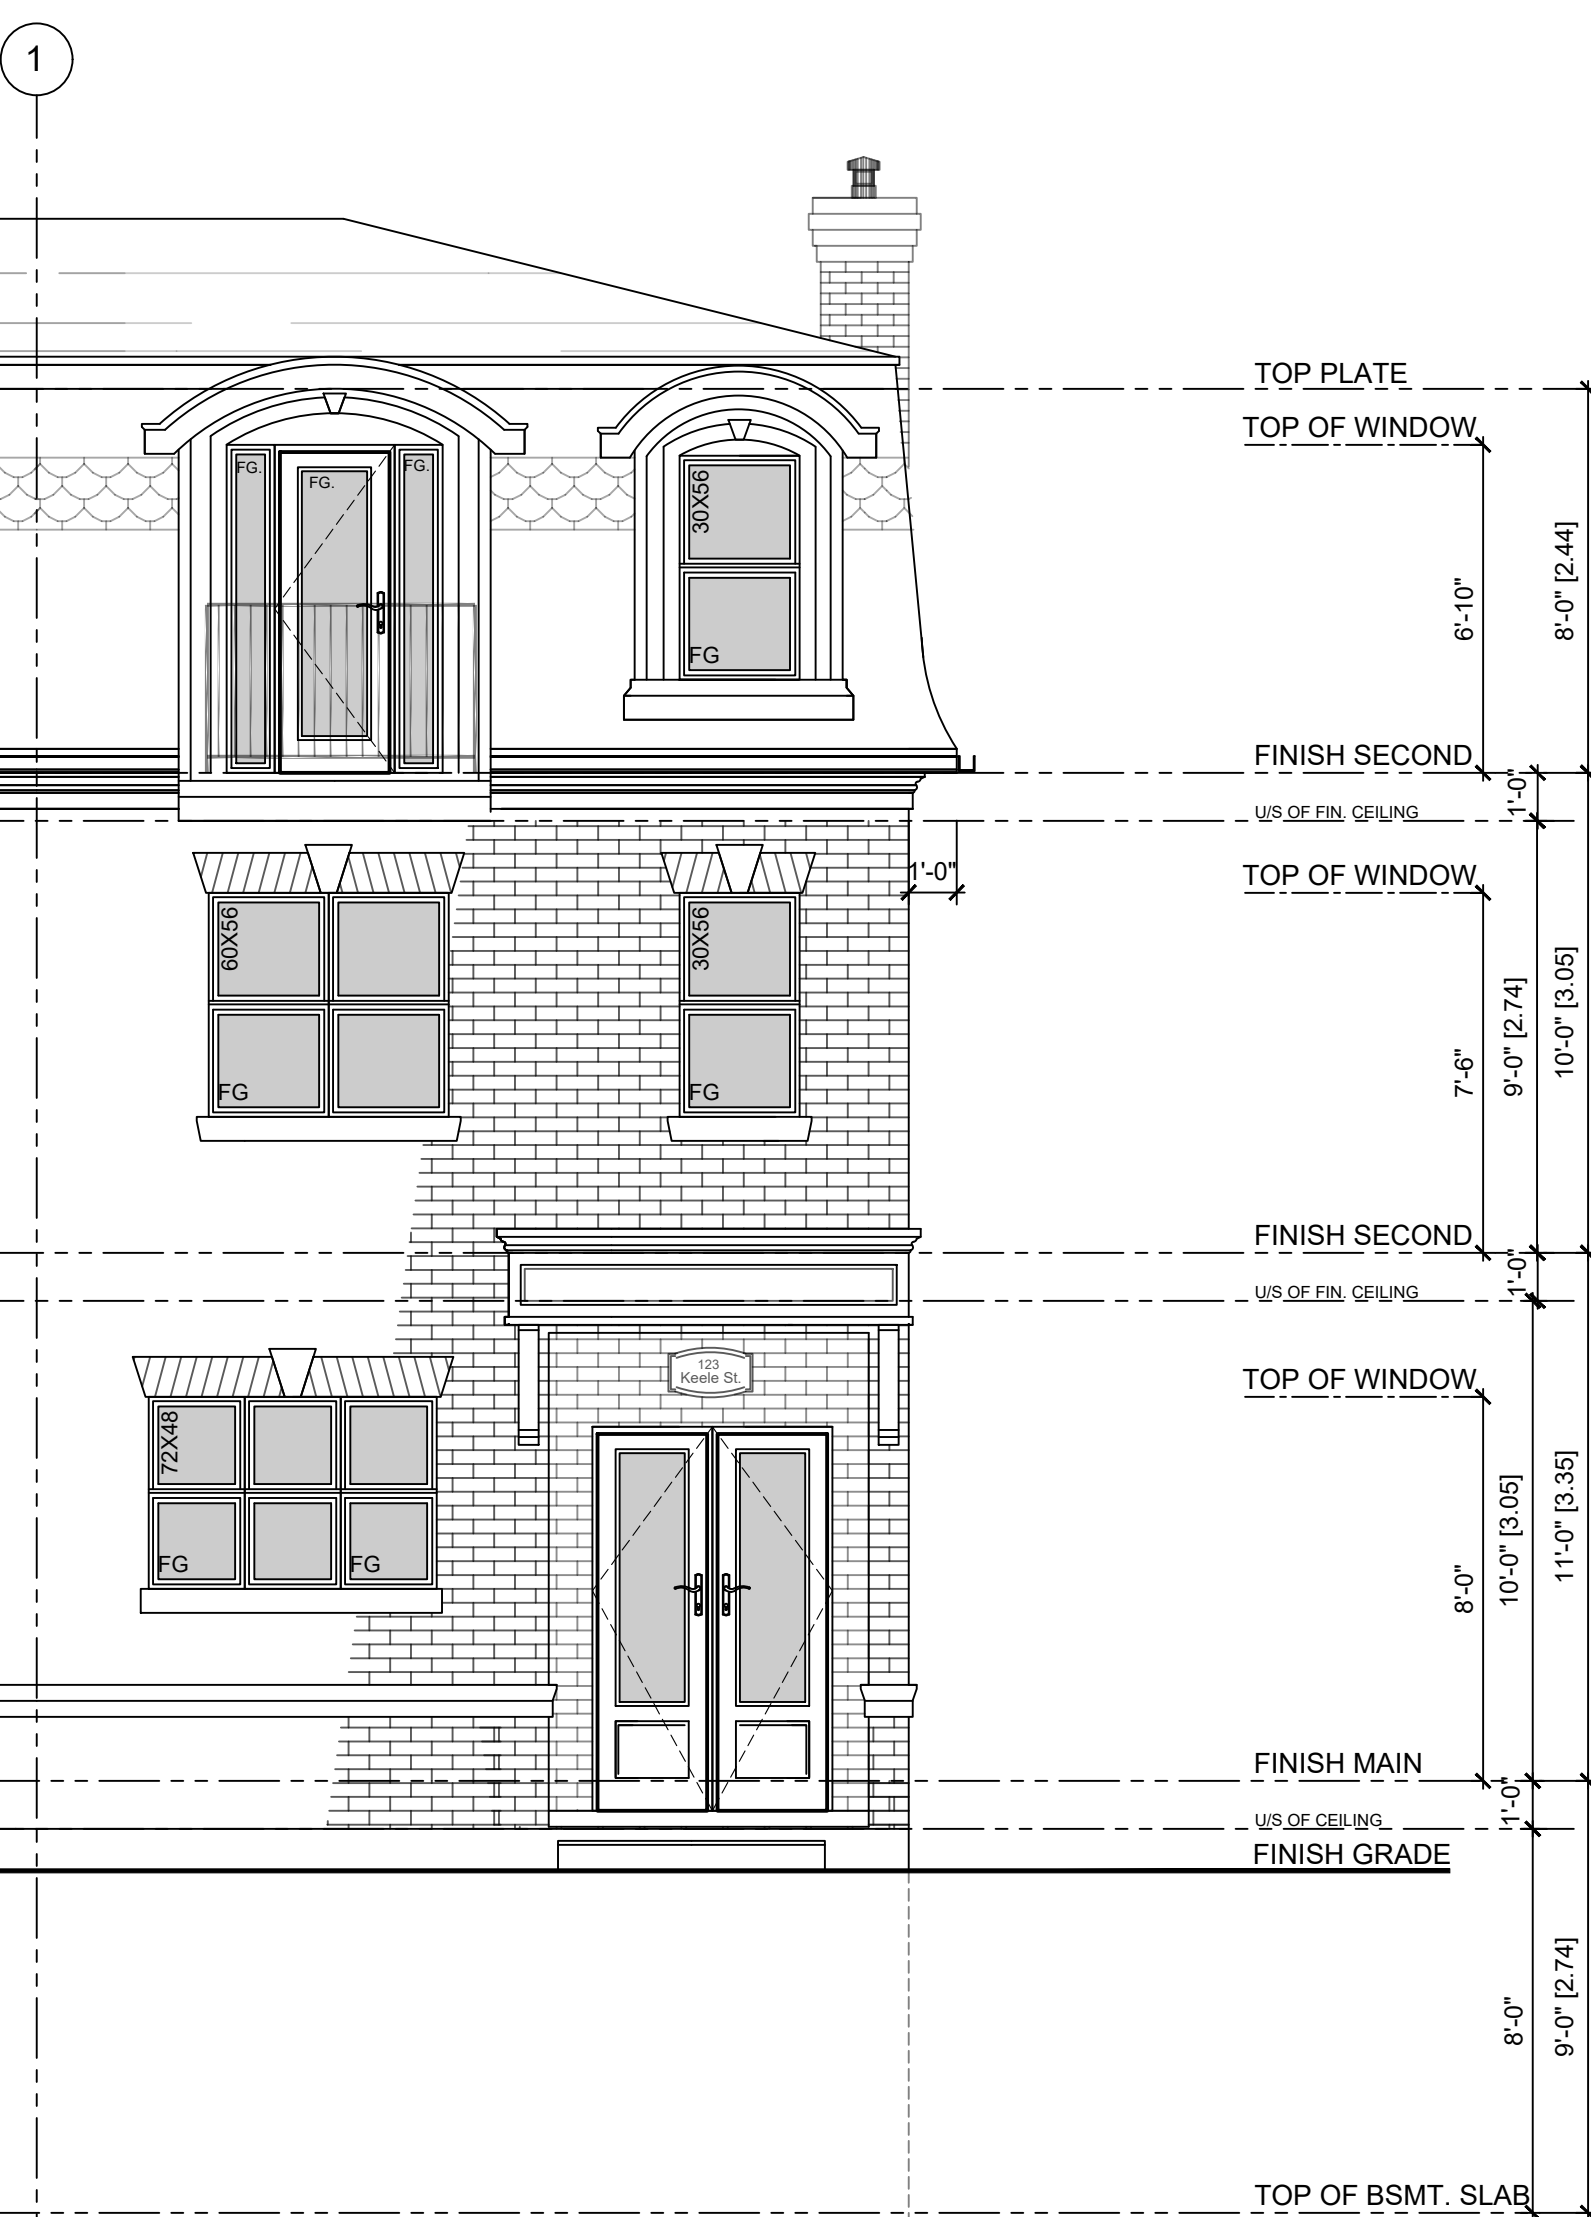 1
TOP PLATE
TOP OF WINDOW
FG.
FG.
FG.
30X56
FG
6'-10"
8'-0" [2.44]
FINISH SECOND
1'-0"
U/S OF FIN. CEILING
1'-0"
TOP OF WINDOW
60X56
30X56
FG
FG
7'-6"
9'-0" [2.74]
10'-0" [3.05]
FINISH SECOND
1'-0"
U/S OF FIN. CEILING
123
Keele St.
TOP OF WINDOW
72X48
FG
FG
8'-0"
10'-0" [3.05]
11'-0" [3.35]
FINISH MAIN
1'-0"
U/S OF CEILING
FINISH GRADE
8'-0"
9'-0" [2.74]
TOP OF BSMT. SLAB